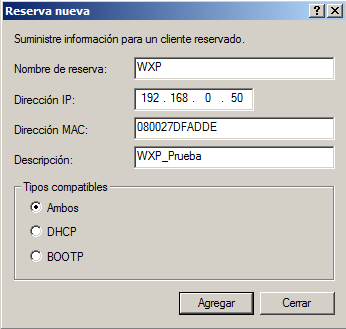 Reserva nueva
Suministre información para un cliente reservado.
Nombre de reserva: WXP
Dirección IP: 192 . 168 . 0 . 50
Dirección MAC: 080027DFADDE
Descripción: WXP_Prueba
Tipos compatibles
Ambos
DHCP
BOOTP
Agregar Cerrar